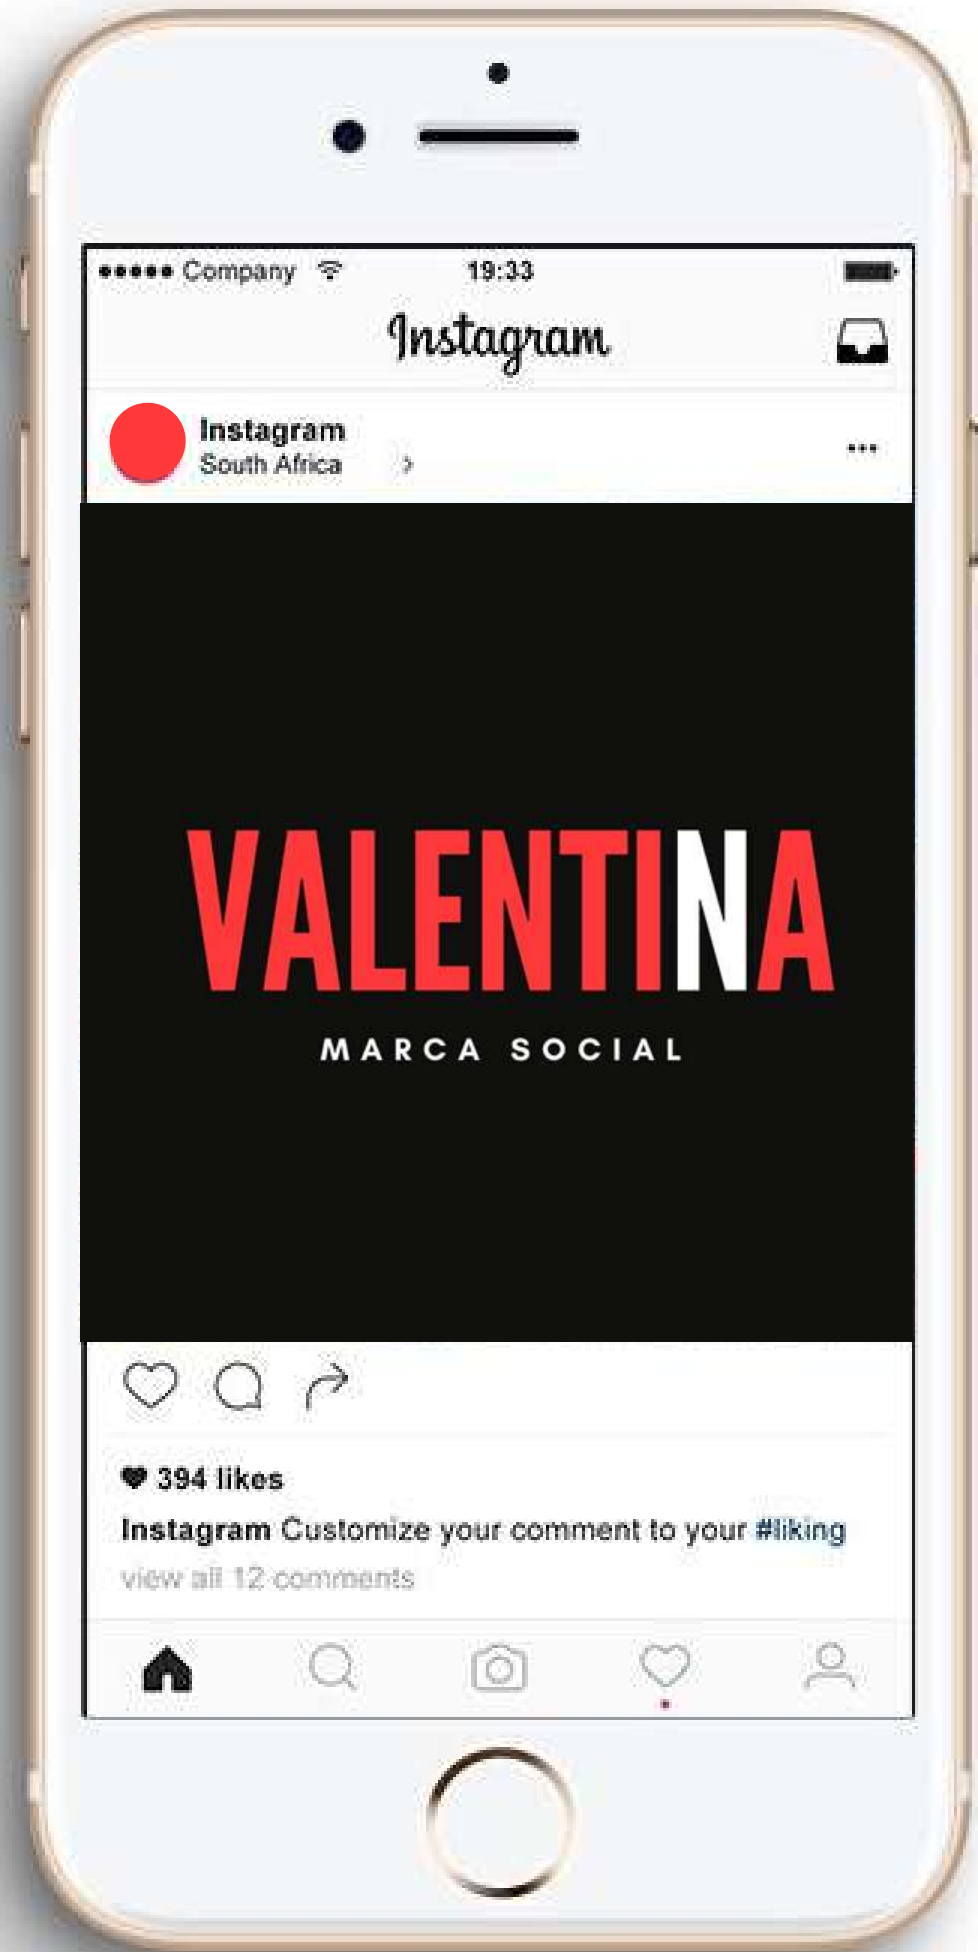 Company 19:33
Instagram
Instagram
South Africa
VALENTINA
MARCA SOCIAL
394 likes
Instagram Customize your comment to your #liking
view all 12 comments